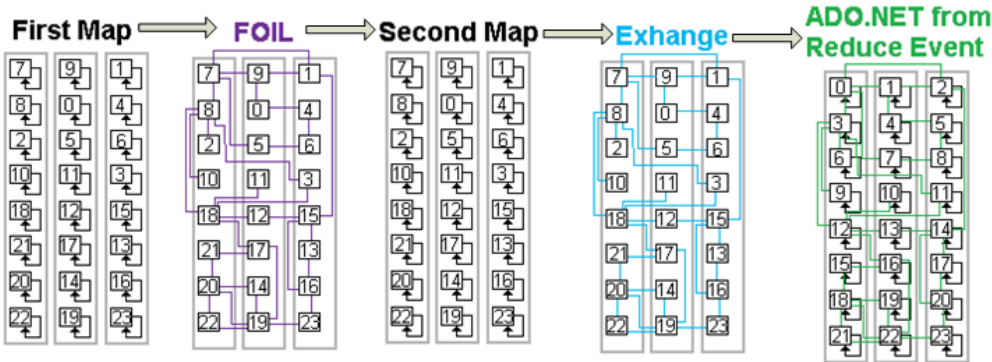 First Map
FOIL
Second Map
Exhange
ADO.NET from
Reduce Event
7 9 1
8 0 4
2 5 6
10 11 3
18 12 15
21 17 13
20 14 16
22 19 23
7 9 1
8 0 4
2 5 6
10 11 3
18 12 15
21 17 13
20 14 16
22 19 23
7 9 1
8 0 4
2 5 6
10 11 3
18 12 15
21 17 13
20 14 16
22 19 23
7 9 1
8 0 4
2 5 6
10 11 3
18 12 15
21 17 13
20 14 16
22 19 23
0 1 2
3 4 5
6 7 8
9 10 11
12 13 14
15 16 17
18 19 20
21 22 23